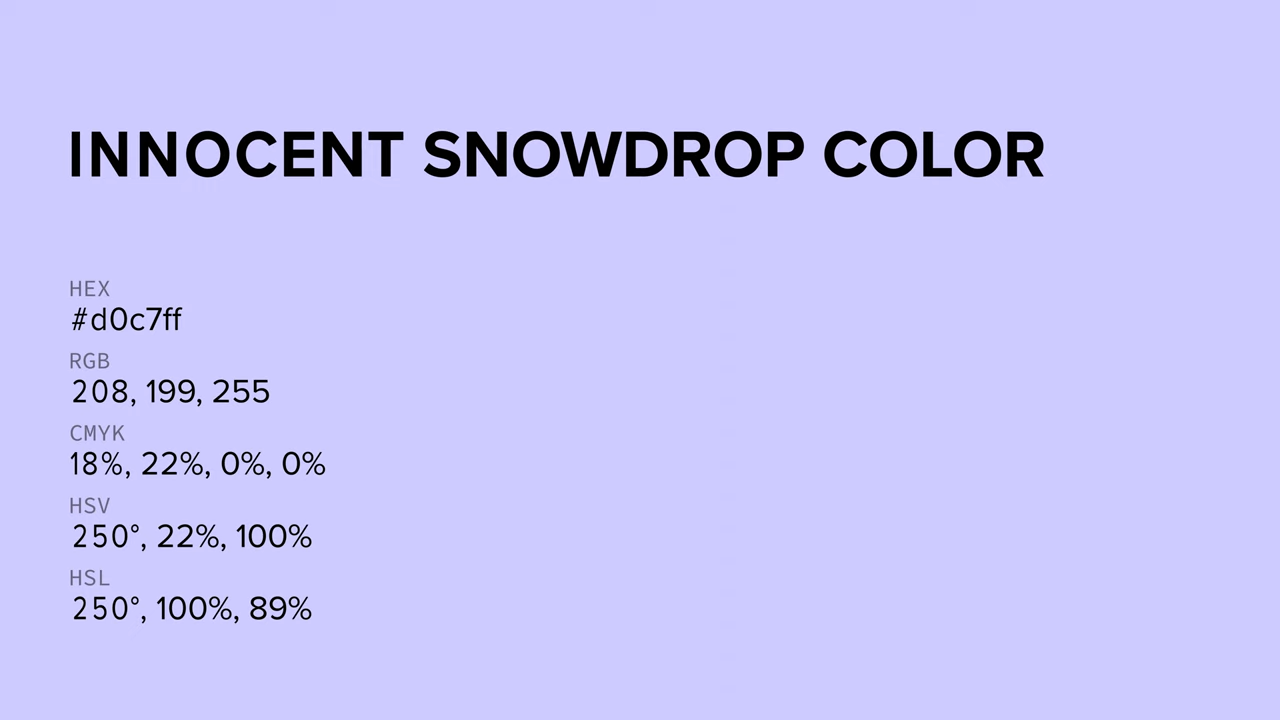 INNOCENT SNOWDROP COLOR
HEX
#d0c7ff
RGB
208, 199, 255
CMYK
18%, 22%, 0%, 0%
HSV
250°, 22%, 100%
HSL
250°, 100%, 89%